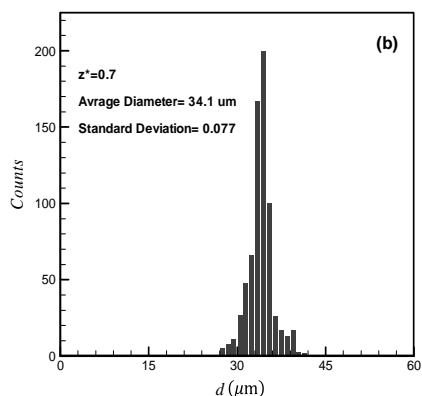 (b)
z*=0.7
Avrage Diameter= 34.1 um
Standard Deviation= 0.077
Counts
200
150
100
50
0
0 15 30 45 60
d (μm)